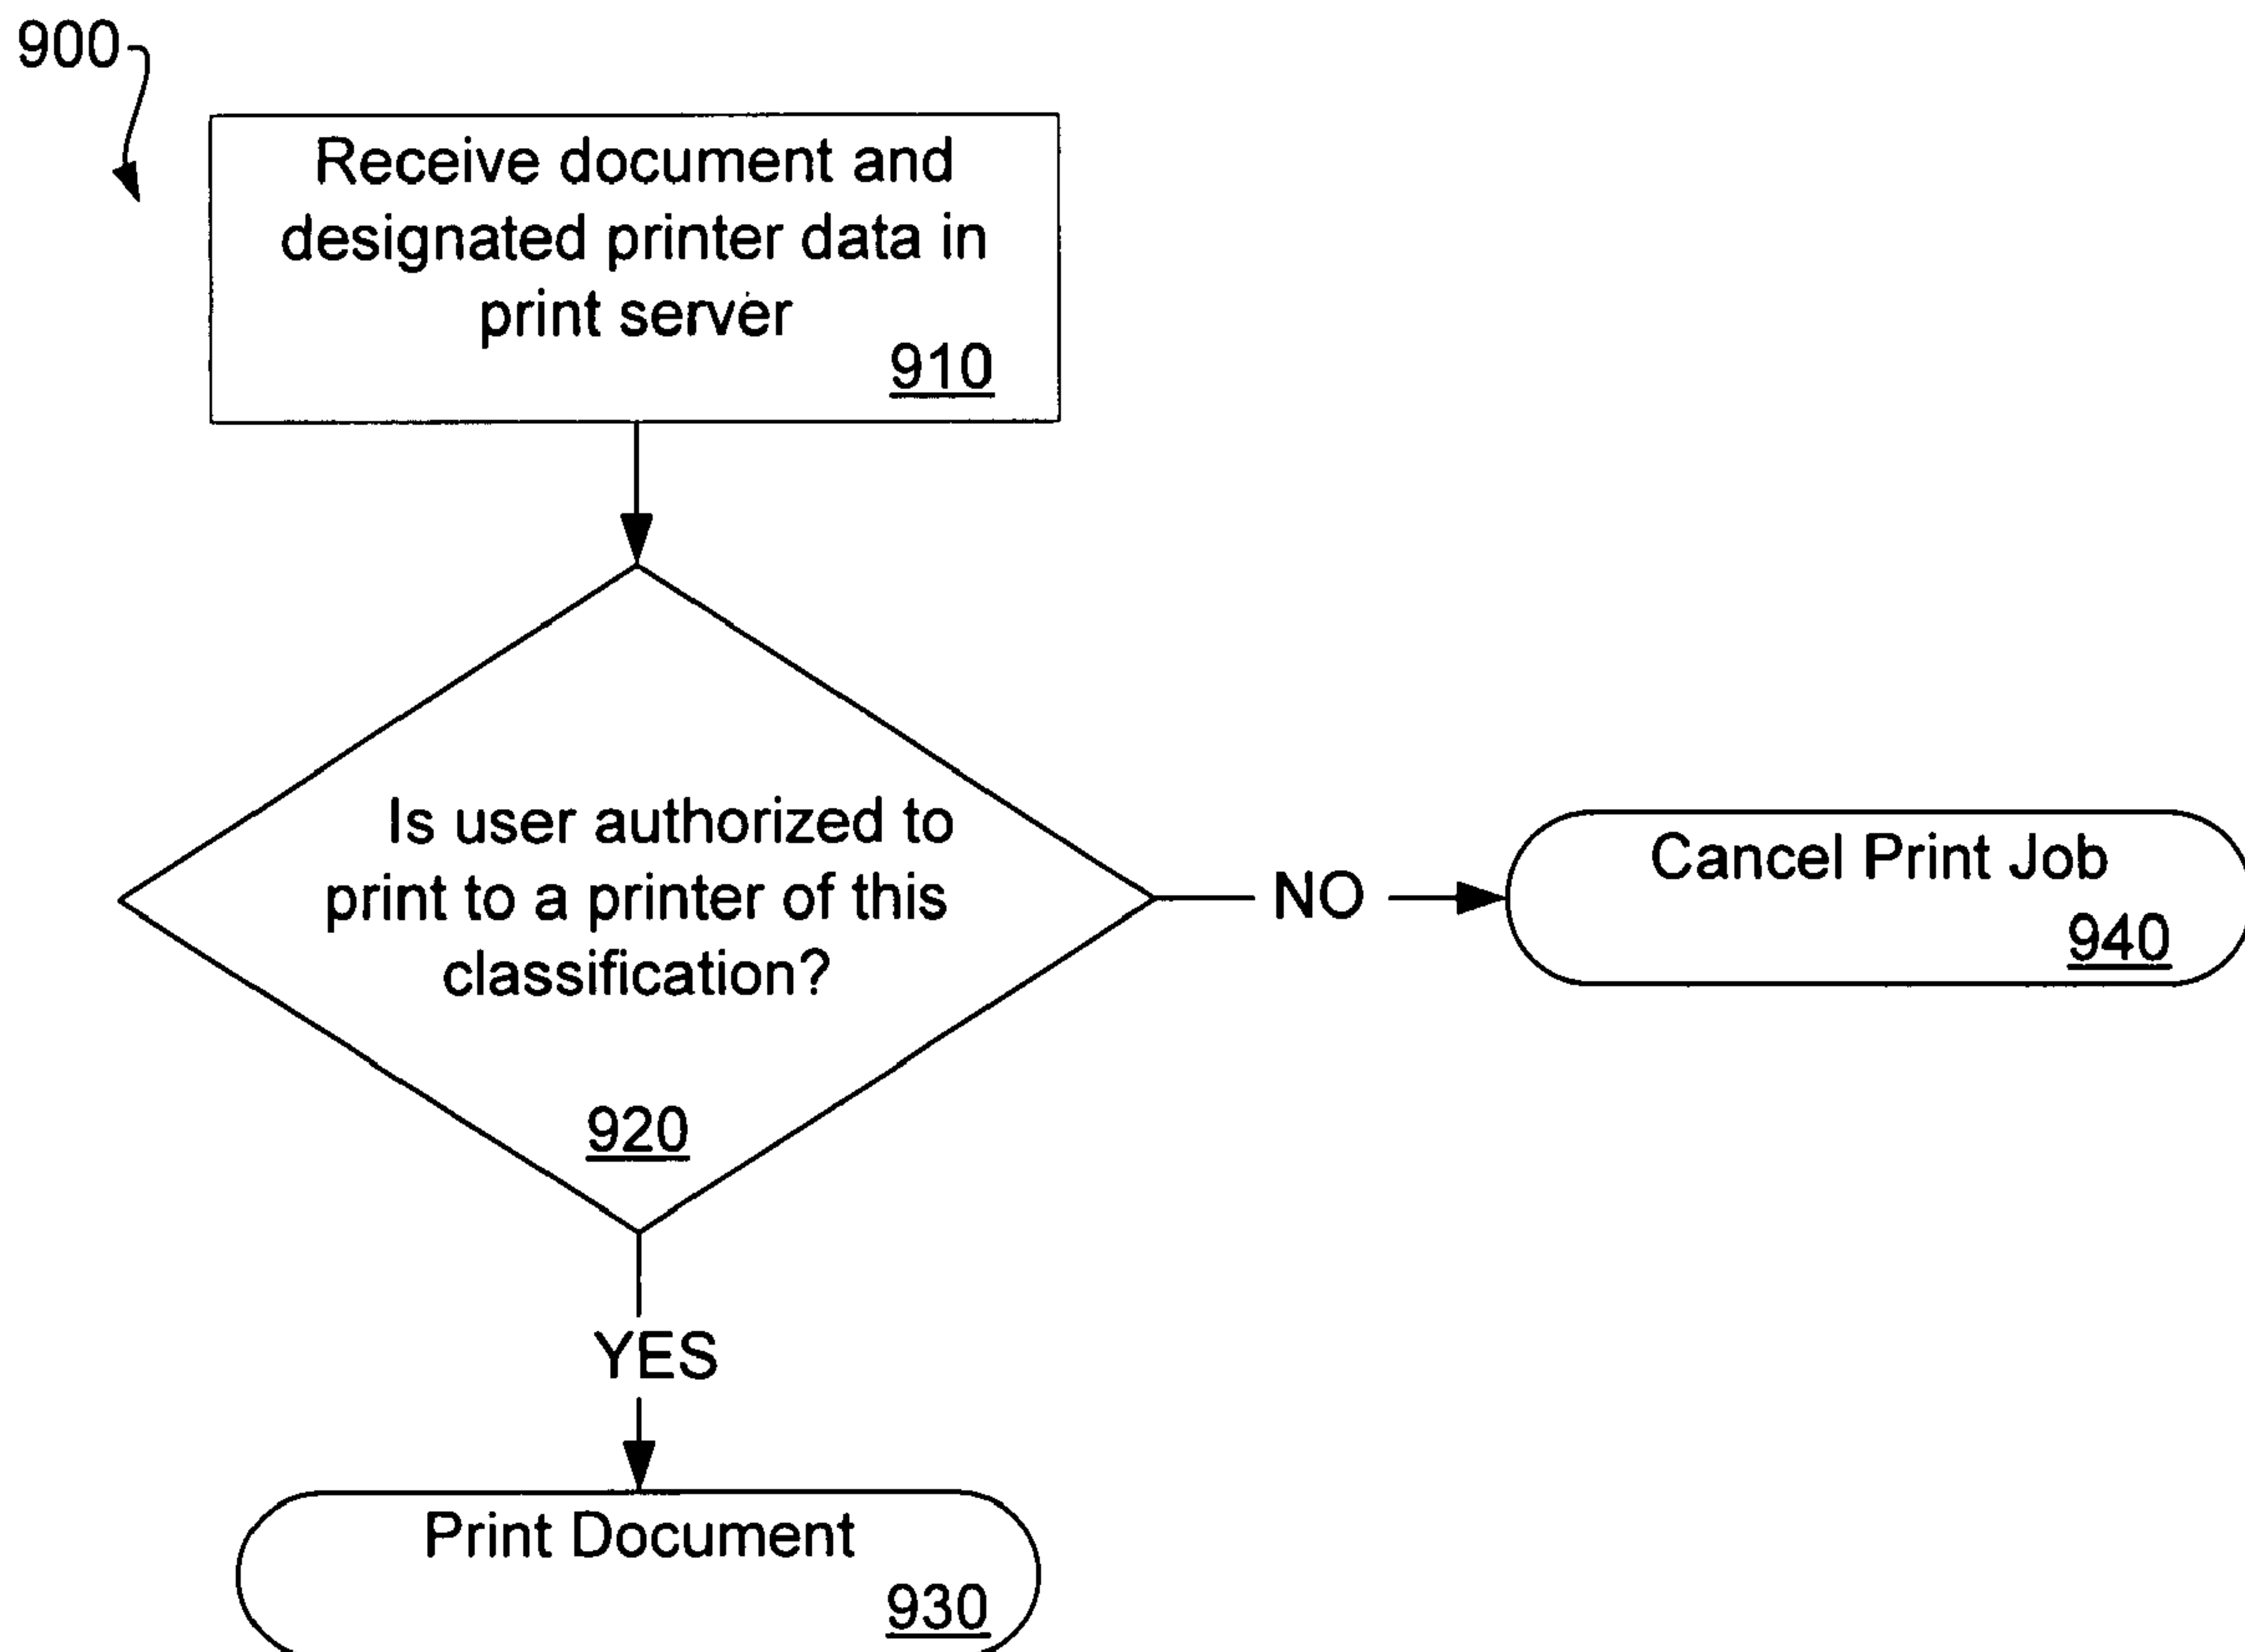 900
Receive document and
designated printer data in
print server
910
Is user authorized to
print to a printer of this
classification?
920
NO
Cancel Print Job
940
YES
Print Document
930